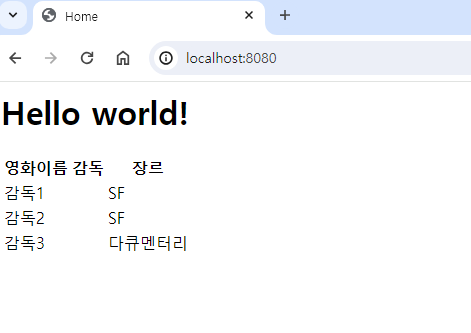 Home
localhost:8080
Hello world!
영화이름 감독 장르
감독1 SF
감독2 SF
감독3 다큐멘터리